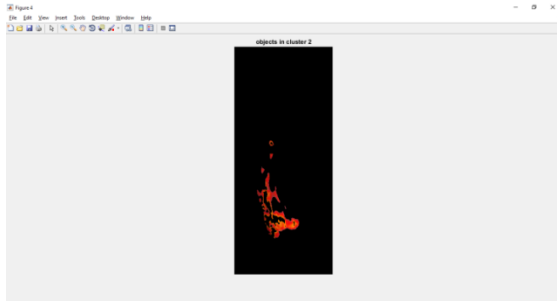 Figure 4
File Edit View Insert Tools Desktop Window Help
objects in cluster 2